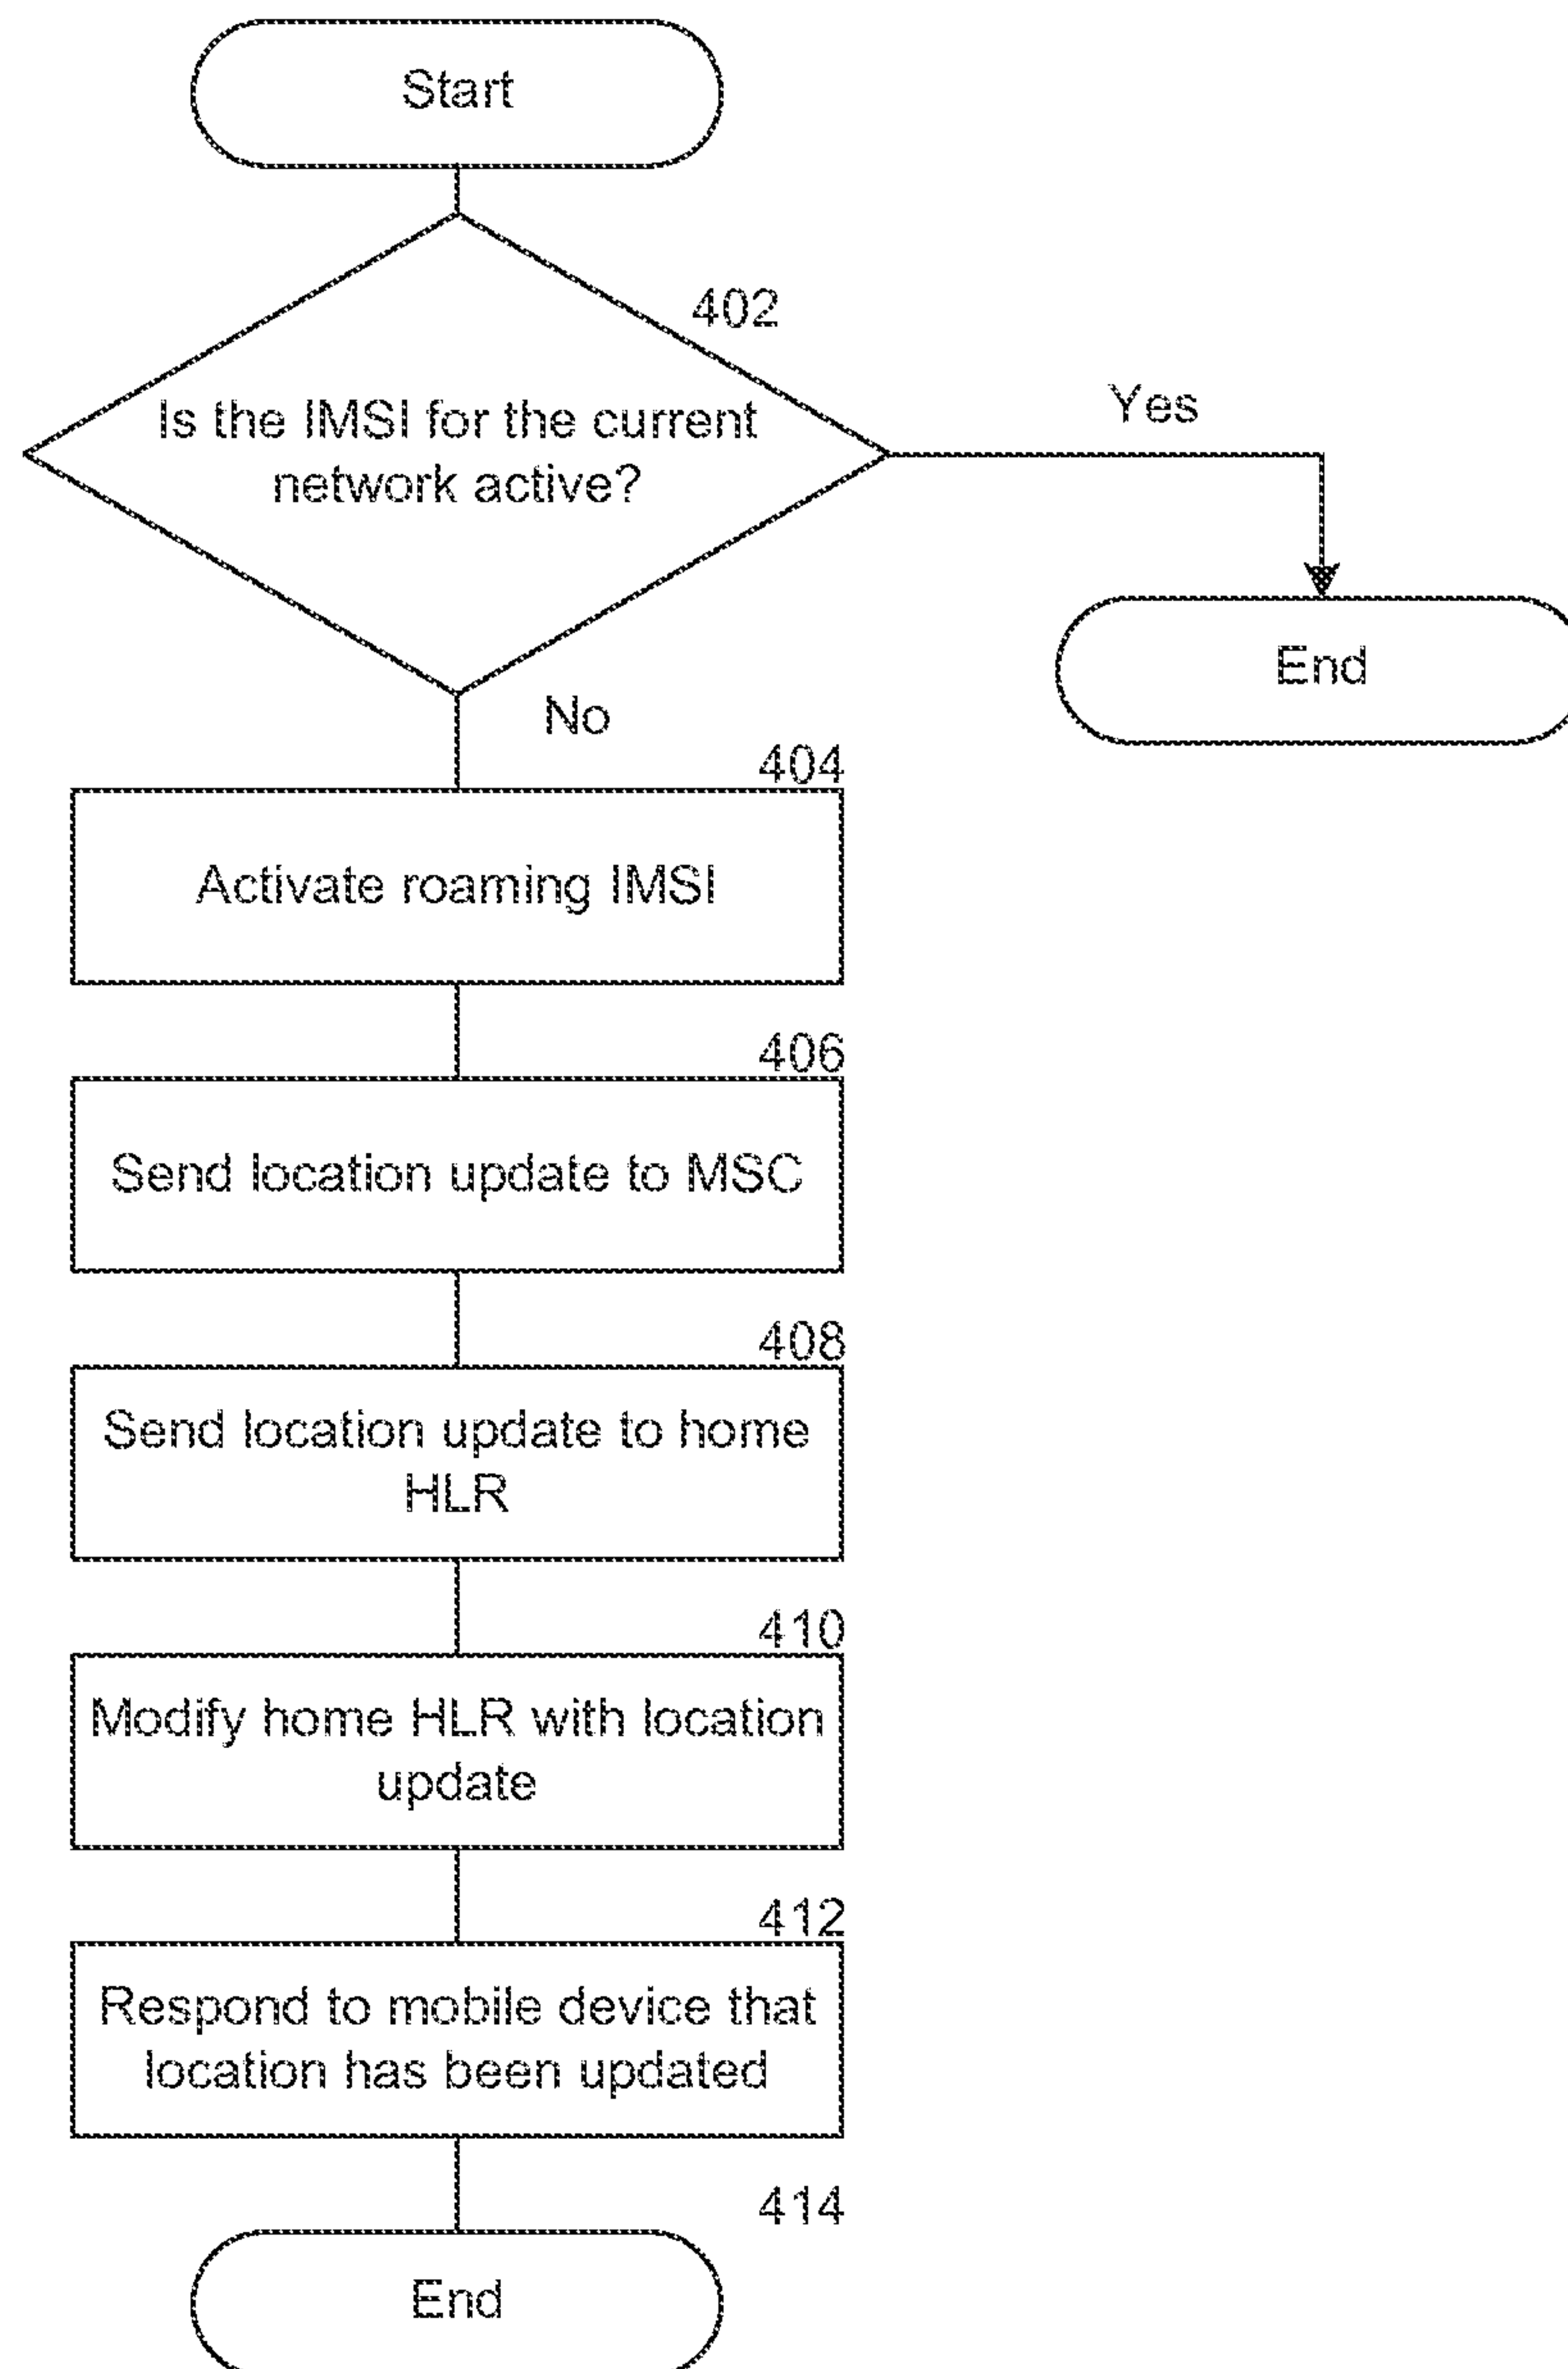 Start
402
Is the IMSI for the current
network active?
Yes
End
No
404
Activate roaming IMSI
406
Send location update to MSC
408
Send location update to home
HLR
410
Modify home HLR with location
update
412
Respond to mobile device that
location has been updated
414
End